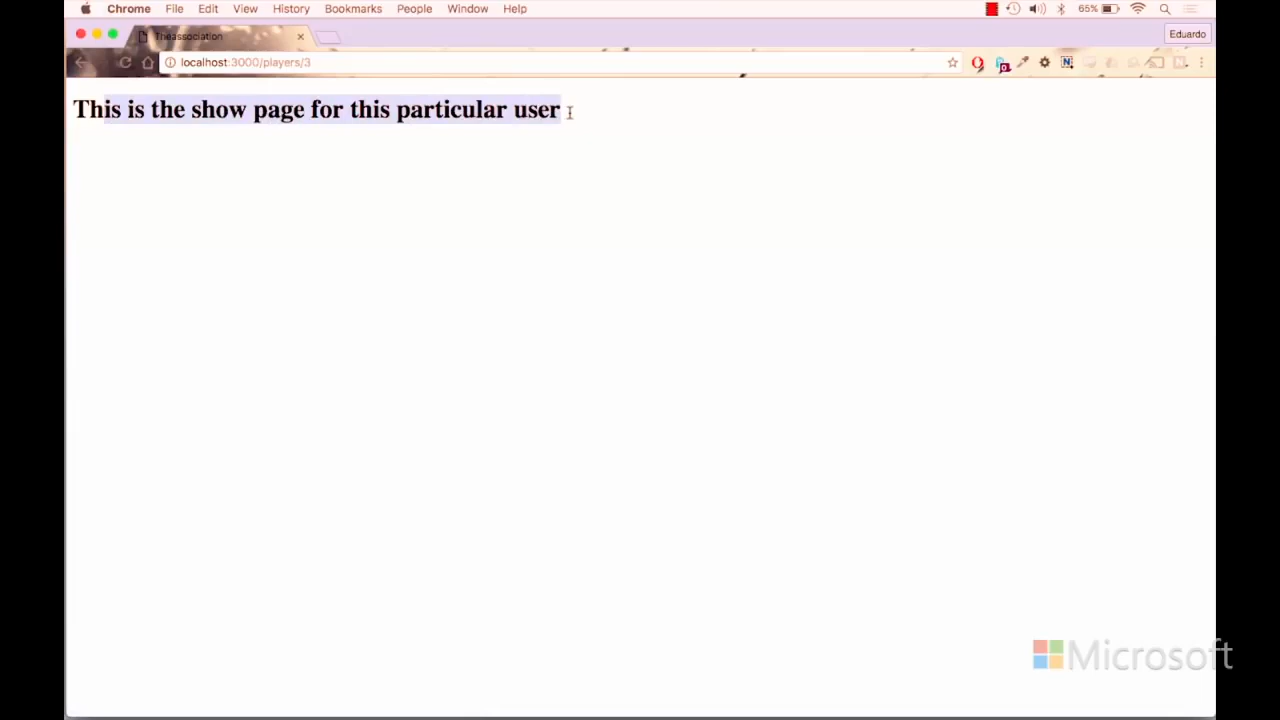 Chrome File Edit View History Bookmarks People Window Help 65%
Theassociation Eduardo
localhost:3000/players/3
This is the show page for this particular user
Microsoft